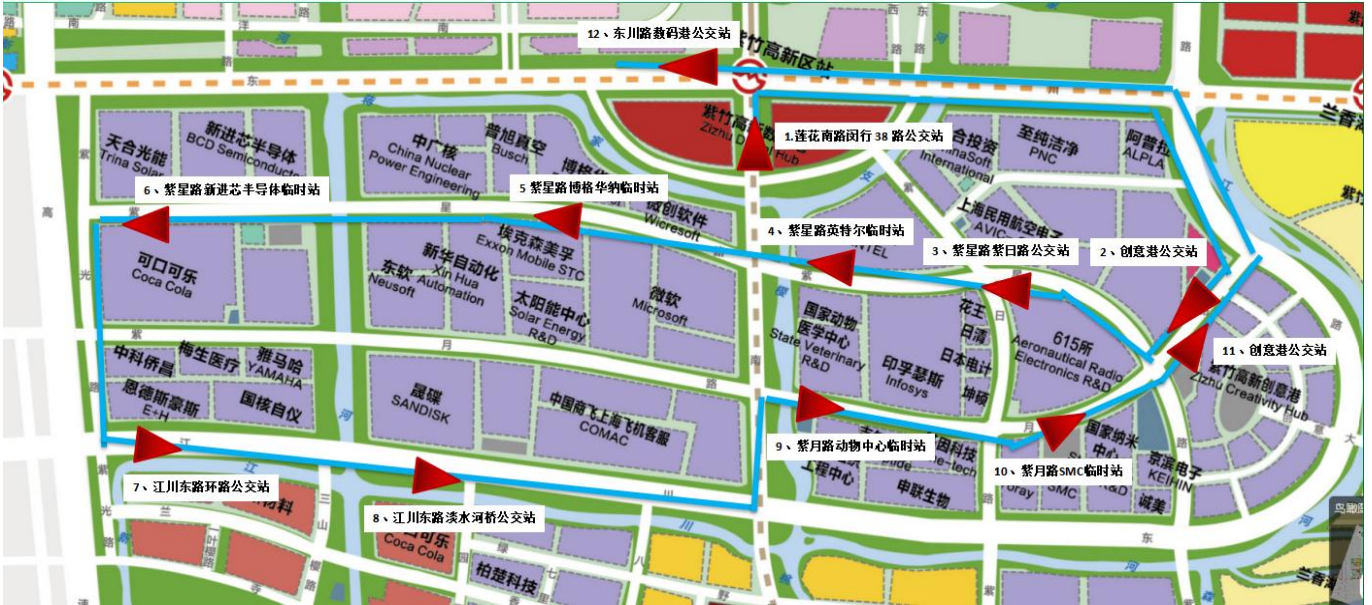 12、东川路数码港公交站
紫竹高新区站
1.莲花南路闵行 38 路公交站
天合光能
Trina Solar
新进芯半导体
BCD Semiconducto
中广核
China Nuclear
Power Engineering
普旭真空
Busch
至纯洁净
PNC
阿普拉
ALPLA
合投资
International
上海民用航空电子
AVIC
微创软件
Wicresoft
6、紫星路新进芯半导体临时站
5 紫星路博格华纳临时站
4、紫星路英特尔临时站
3、紫星路紫日路公交站
2、创意港公交站
可口可乐
Coca Cola
东软
Neusoft
新华自动化
Xin Hua
Automation
埃克森美孚
Exxon Mobile STC
太阳能中心
Solar Energy
R&D
微软
Microsoft
国家动物
医学中心
State Veterinary
R&D
印孚瑟斯
Infosys
花王
日清
日本电计
坤硕
615所
Aeronautical Radio
Electronics R&D
11、创意港公交站
紫竹高新创意港
Zizhu Creativity Hub
中科侨昌
梅生医疗
雅马哈
YAMAHA
恩德斯豪斯
E+H
国核自仪
晟碟
SANDISK
中国商飞上海飞机客服
COMAC
9、紫月路动物中心临时站
10、紫月路SMC临时站
工程中心
申联生物
SMC
国家纳米
中心
R&D
京滨电子
KEIHIN
诚美
7、江川东路环路公交站
8、江川东路淡水河桥公交站
Coca Cola
柏楚科技
鸟瞰图